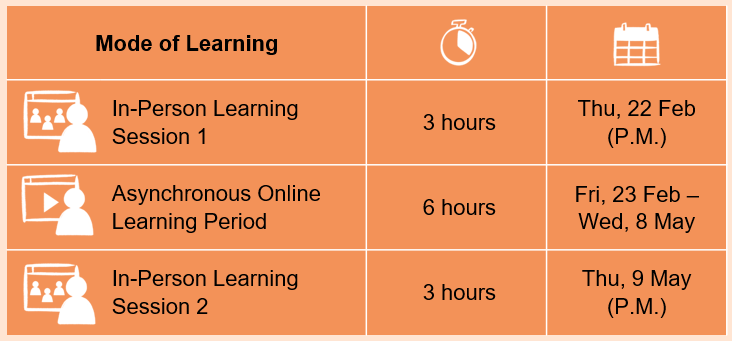 Mode of Learning
In-Person Learning
Session 1
3 hours
Thu, 22 Feb
(P.M.)
Asynchronous Online
Learning Period
6 hours
Fri, 23 Feb –
Wed, 8 May
In-Person Learning
Session 2
3 hours
Thu, 9 May
(P.M.)